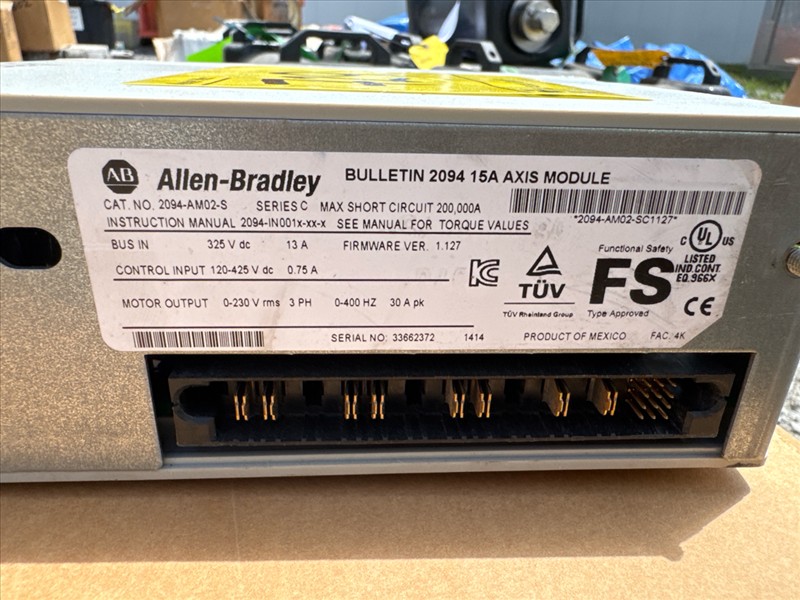 AB Allen-Bradley BULLETIN 2094 15A AXIS MODULE
CAT. NO. 2094-AM02-S SERIES C MAX SHORT CIRCUIT 200,000A
*2094-AM02-SC1127*
INSTRUCTION MANUAL 2094-IN001x-xx-x SEE MANUAL FOR TORQUE VALUES
BUS IN 325 V dc 13 A FIRMWARE VER. 1.127
CONTROL INPUT 120-425 V dc 0.75 A
MOTOR OUTPUT 0-230 V rms 3 PH 0-400 HZ 30 A pk
TÜV
TÜV Rheinland Group
Functional Safety
FS
Type Approved
C UL US
LISTED
IND.CONT.
EQ.966X
CE
SERIAL NO: 33662372 1414 PRODUCT OF MEXICO FAC. 4K